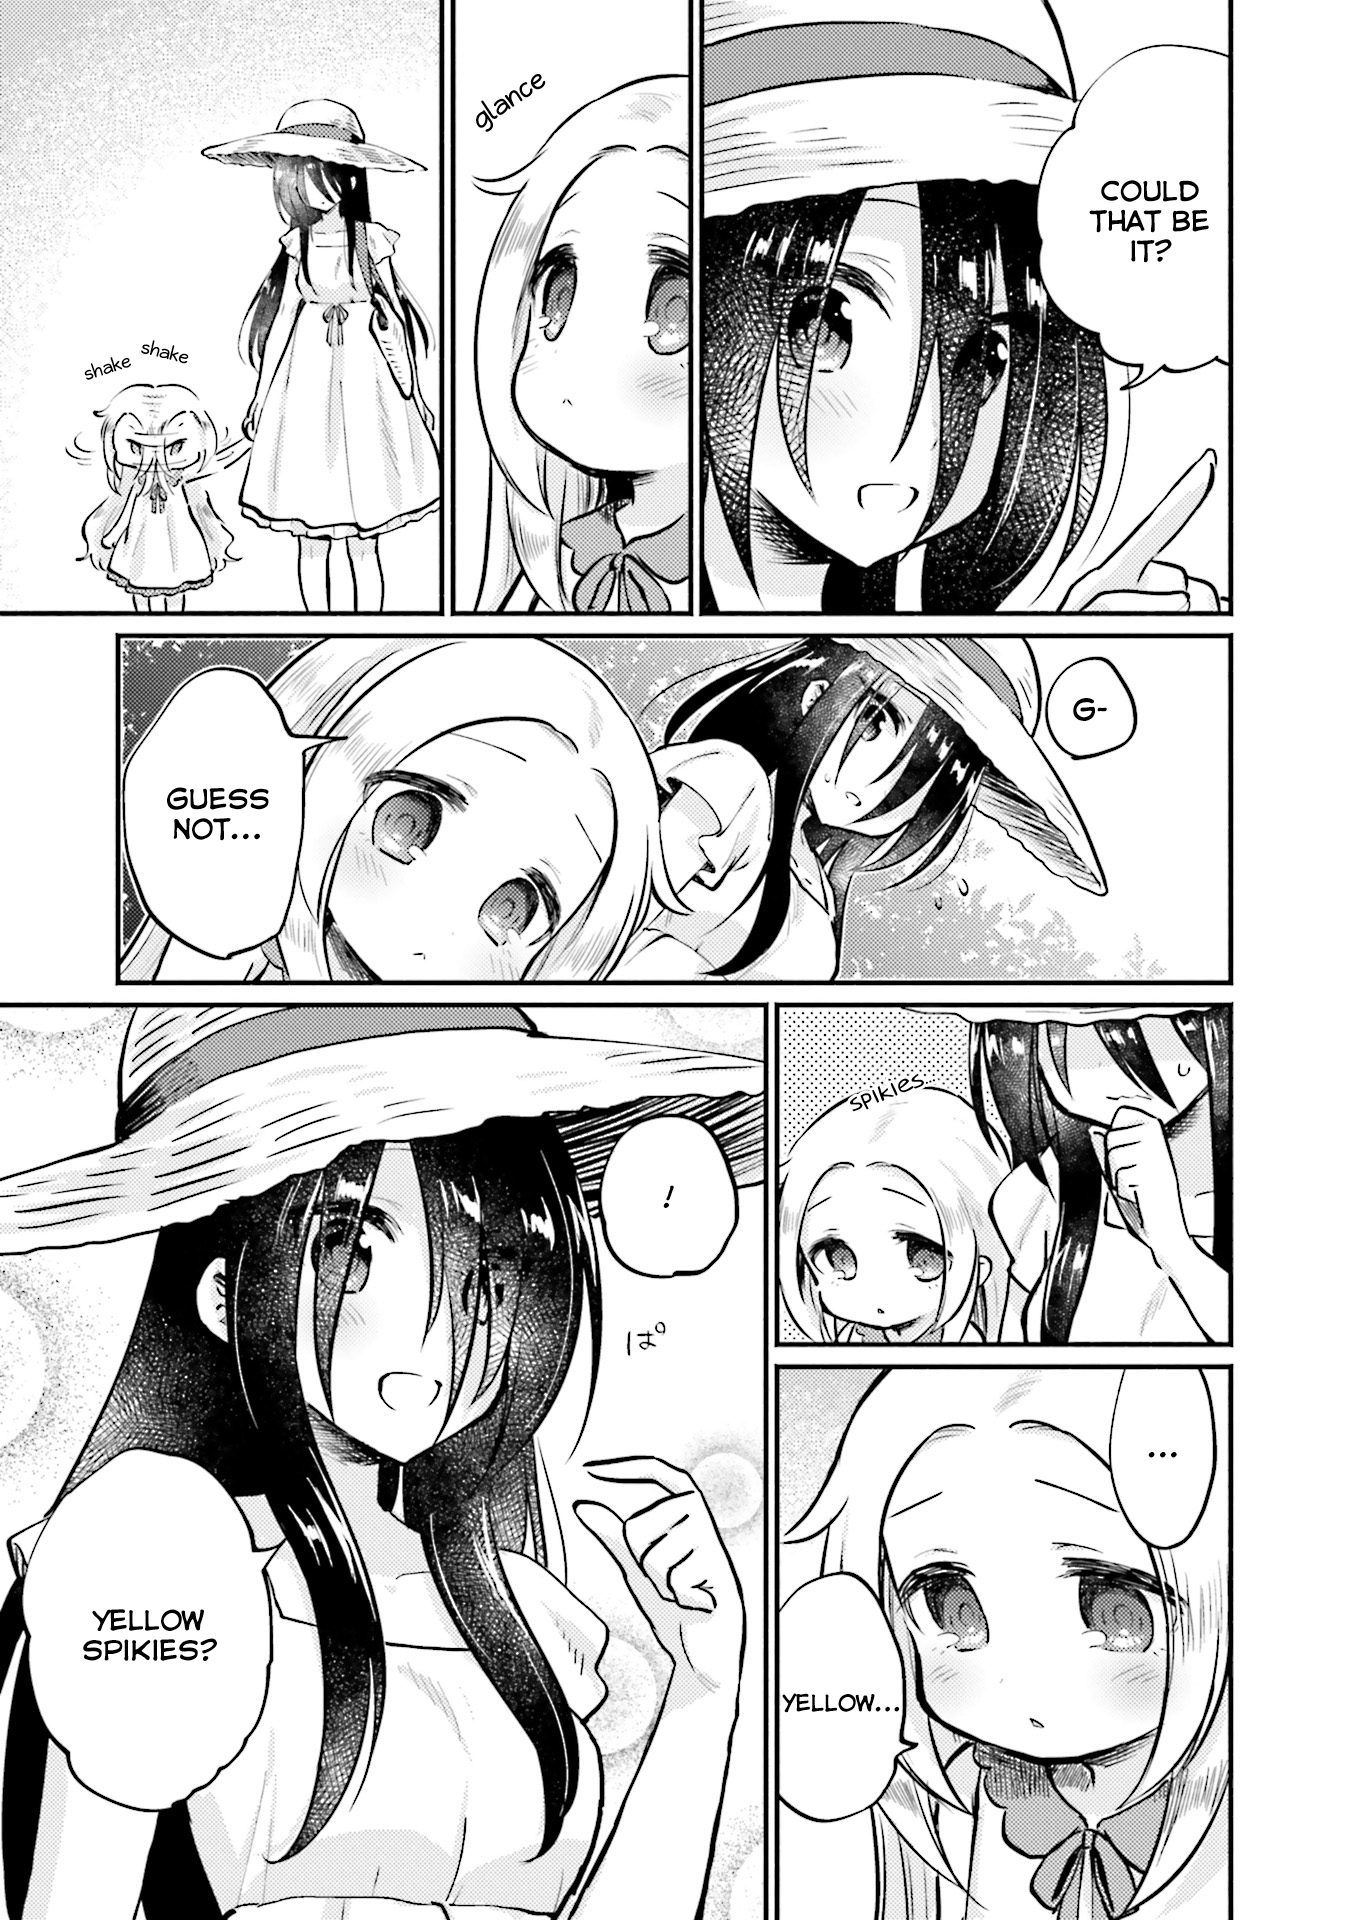 COULD
THAT BE
IT?
glance
shake shake
G-
GUESS
NOT...
spikies
...
YELLOW...
!
ぱ
YELLOW
SPIKIES?